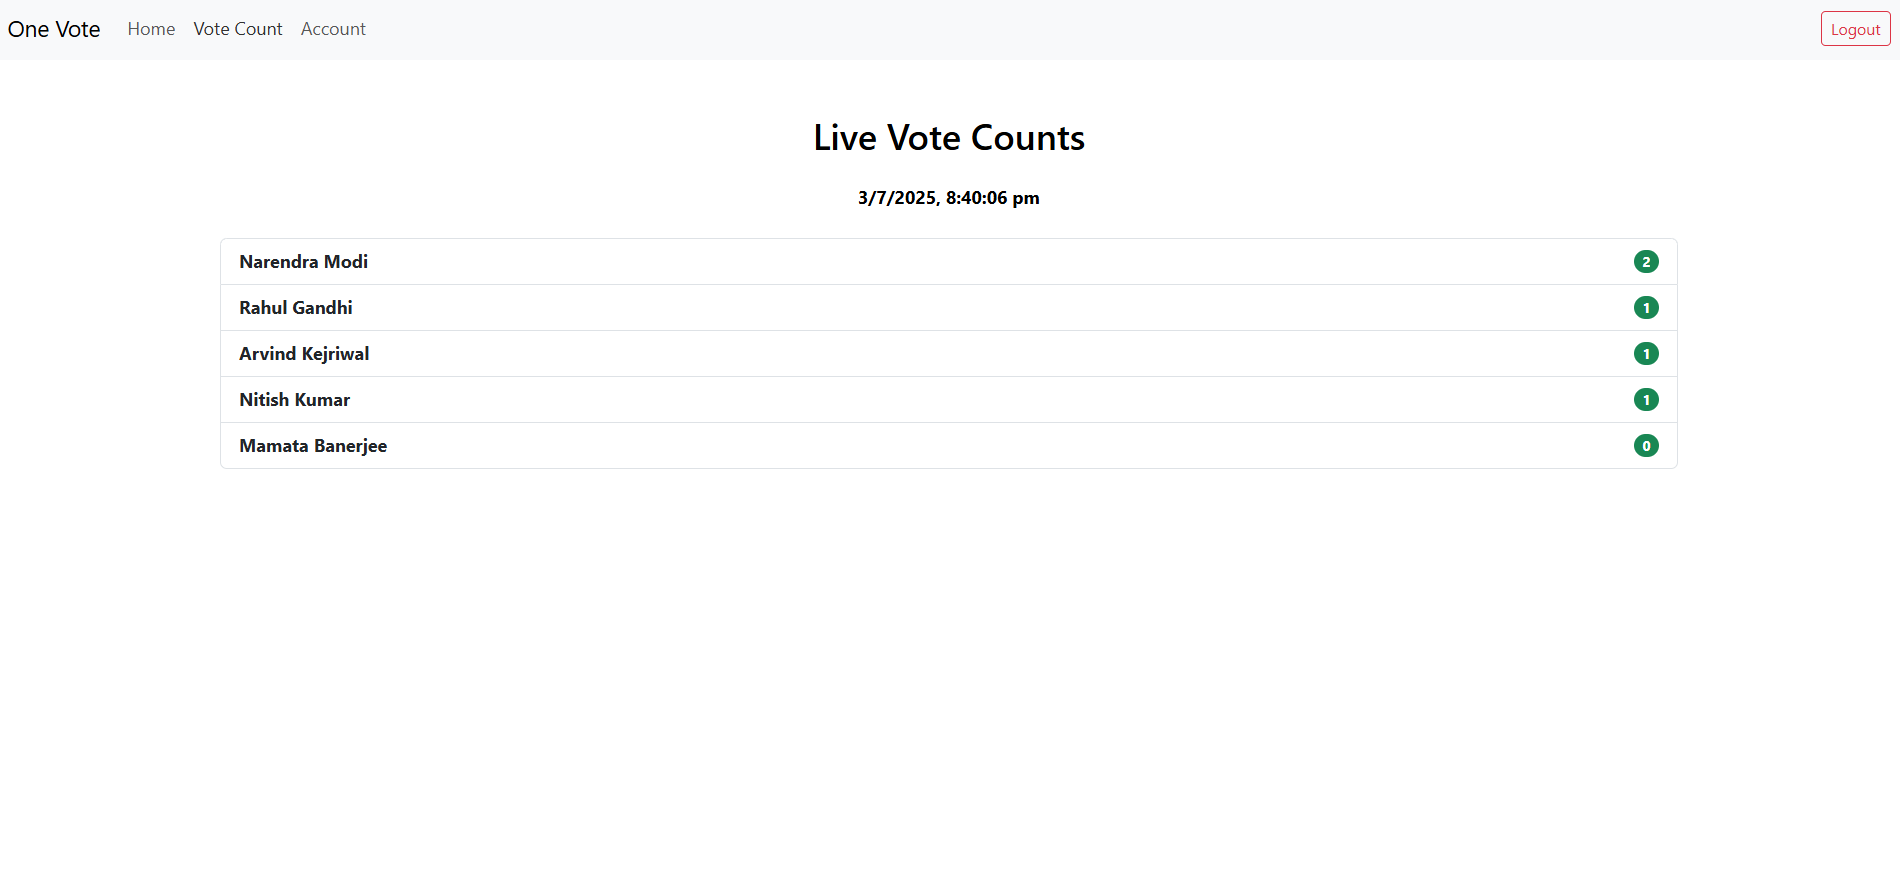 One Vote Home Vote Count Account Logout
Live Vote Counts
3/7/2025, 8:40:06 pm
Narendra Modi 2
Rahul Gandhi 1
Arvind Kejriwal 1
Nitish Kumar 1
Mamata Banerjee 0